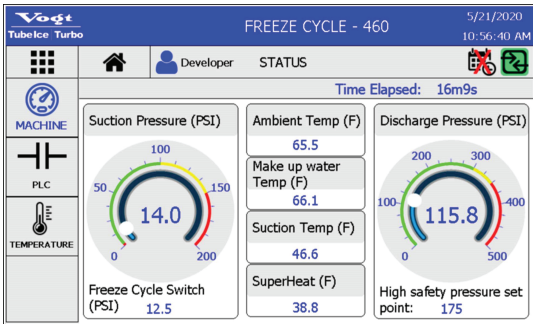 Vogt
TubeIce Turbo
FREEZE CYCLE - 460
5/21/2020
10:56:40 AM
Developer
STATUS
Time Elapsed: 16m9s
MACHINE
PLC
TEMPERATURE
Suction Pressure (PSI)
0
50
100
150
200
14.0
Freeze Cycle Switch
(PSI) 12.5
Ambient Temp (F)
65.5
Make up water
Temp (F)
66.1
Suction Temp (F)
46.6
SuperHeat (F)
38.8
Discharge Pressure (PSI)
0
100
200
300
400
500
115.8
High safety pressure set
point: 175